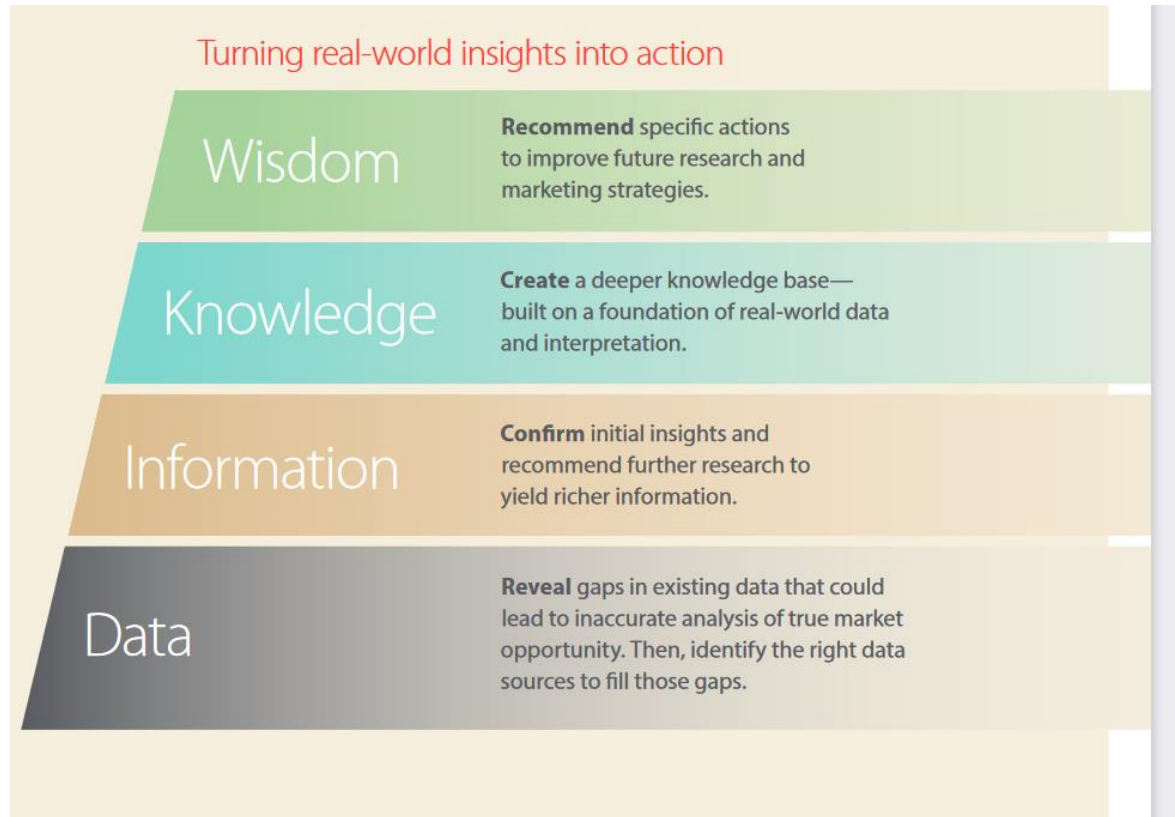 Turning real-world insights into action
Wisdom
Recommend specific actions
to improve future research and
marketing strategies.
Knowledge
Create a deeper knowledge base—
built on a foundation of real-world data
and interpretation.
Information
Confirm initial insights and
recommend further research to
yield richer information.
Data
Reveal gaps in existing data that could
lead to inaccurate analysis of true market
opportunity. Then, identify the right data
sources to fill those gaps.